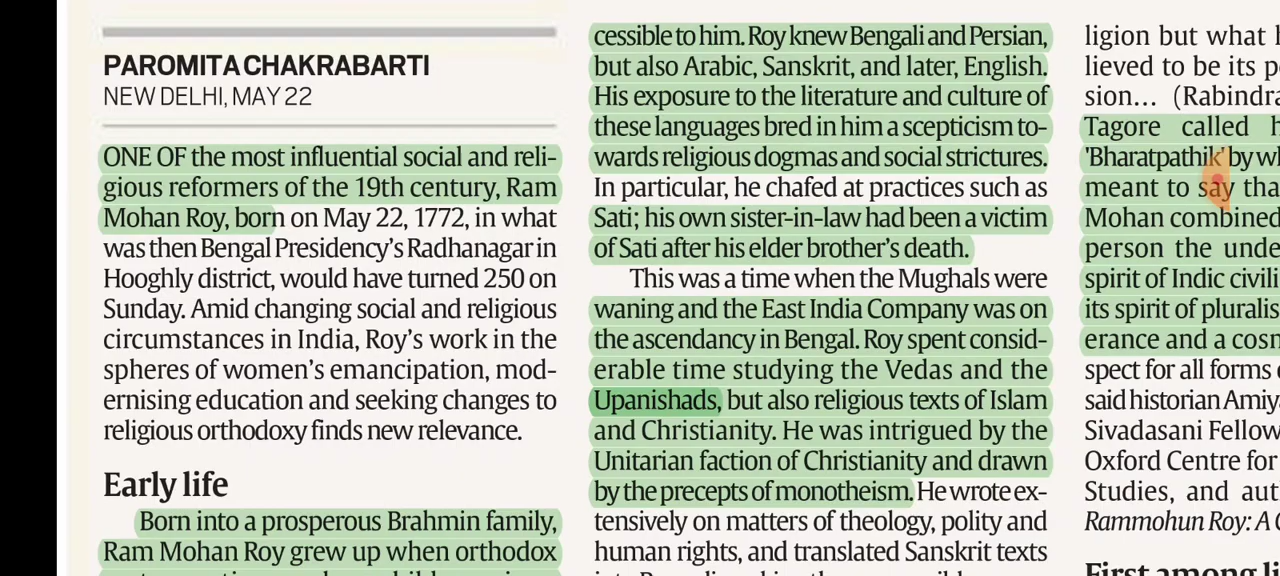 PAROMITA CHAKRABARTI
NEW DELHI, MAY 22
ONE OF the most influential social and reli-
gious reformers of the 19th century, Ram
Mohan Roy, born on May 22, 1772, in what
was then Bengal Presidency's Radhanagar in
Hooghly district, would have turned 250 on
Sunday. Amid changing social and religious
circumstances in India, Roy's work in the
spheres of women's emancipation, mod-
ernising education and seeking changes to
religious orthodoxy finds new relevance.
Early life
Born into a prosperous Brahmin family,
Ram Mohan Roy grew up when orthodox
cessible to him. Roy knew Bengali and Persian,
but also Arabic, Sanskrit, and later, English.
His exposure to the literature and culture of
these languages bred in him a scepticism to-
wards religious dogmas and social strictures.
In particular, he chafed at practices such as
Sati; his own sister-in-law had been a victim
of Sati after his elder brother's death.
This was a time when the Mughals were
waning and the East India Company was on
the ascendancy in Bengal. Roy spent consid-
erable time studying the Vedas and the
Upanishads, but also religious texts of Islam
and Christianity. He was intrigued by the
Unitarian faction of Christianity and drawn
by the precepts of monotheism. He wrote ex-
tensively on matters of theology, polity and
human rights, and translated Sanskrit texts
ligion but what
lieved to be its
sion... (Rabindra
Tagore called
'Bharatpathik' by
meant to say
Mohan combined
person the
spirit of Indic
its spirit of
erance and a
spect for all forms
said historian
Sivadasani Fellow
Oxford Centre for
Studies, and
Rammohun Roy: A
First among